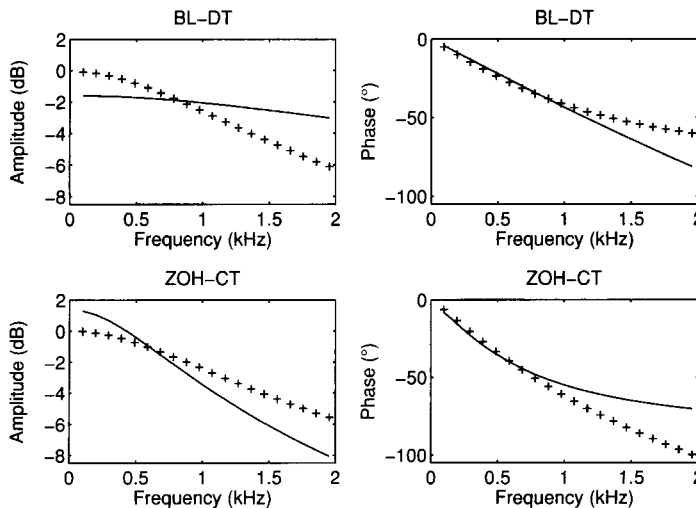 BL-DT
BL-DT
2
0
-2
-4
-6
-8
Amplitude (dB)
0 0.5 1 1.5 2
Frequency (kHz)
0
-50
-100
Phase (°)
0 0.5 1 1.5 2
Frequency (kHz)
ZOH-CT
ZOH-CT
2
0
-2
-4
-6
-8
Amplitude (dB)
0 0.5 1 1.5 2
Frequency (kHz)
0
-50
-100
Phase (°)
0 0.5 1 1.5 2
Frequency (kHz)